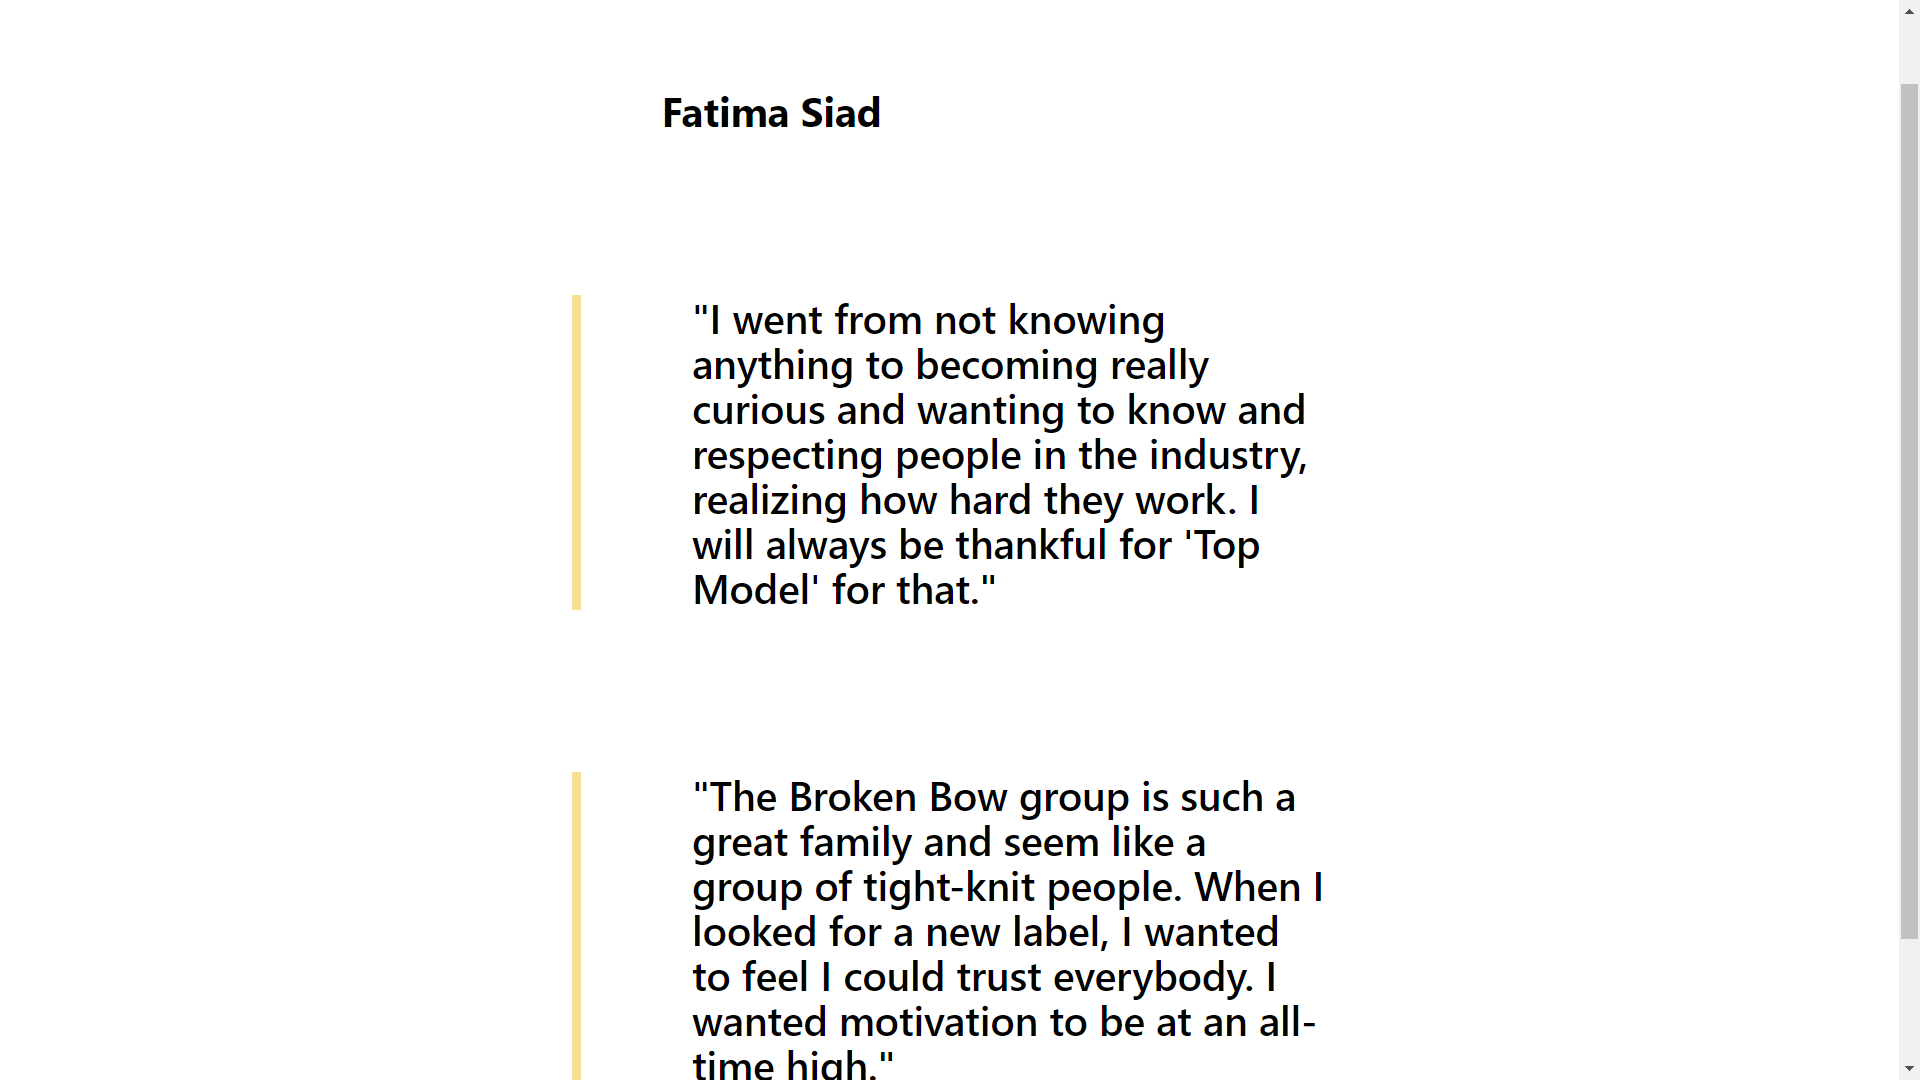 Fatima Siad
"I went from not knowing
anything to becoming really
curious and wanting to know and
respecting people in the industry,
realizing how hard they work. I
will always be thankful for 'Top
Model' for that."
"The Broken Bow group is such a
great family and seem like a
group of tight-knit people. When I
looked for a new label, I wanted
to feel I could trust everybody. I
wanted motivation to be at an all-
time high."